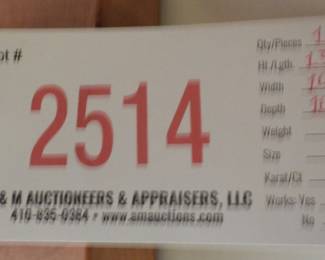 ot #
2514
& M AUCTIONEERS & APPRAISERS, LLC
410-835-0384 • www.amauctions.com
Qty/Pieces
Ht /Lgth
Width
Depth
Weight
Size
Karat/Ct
Works: Yes
No